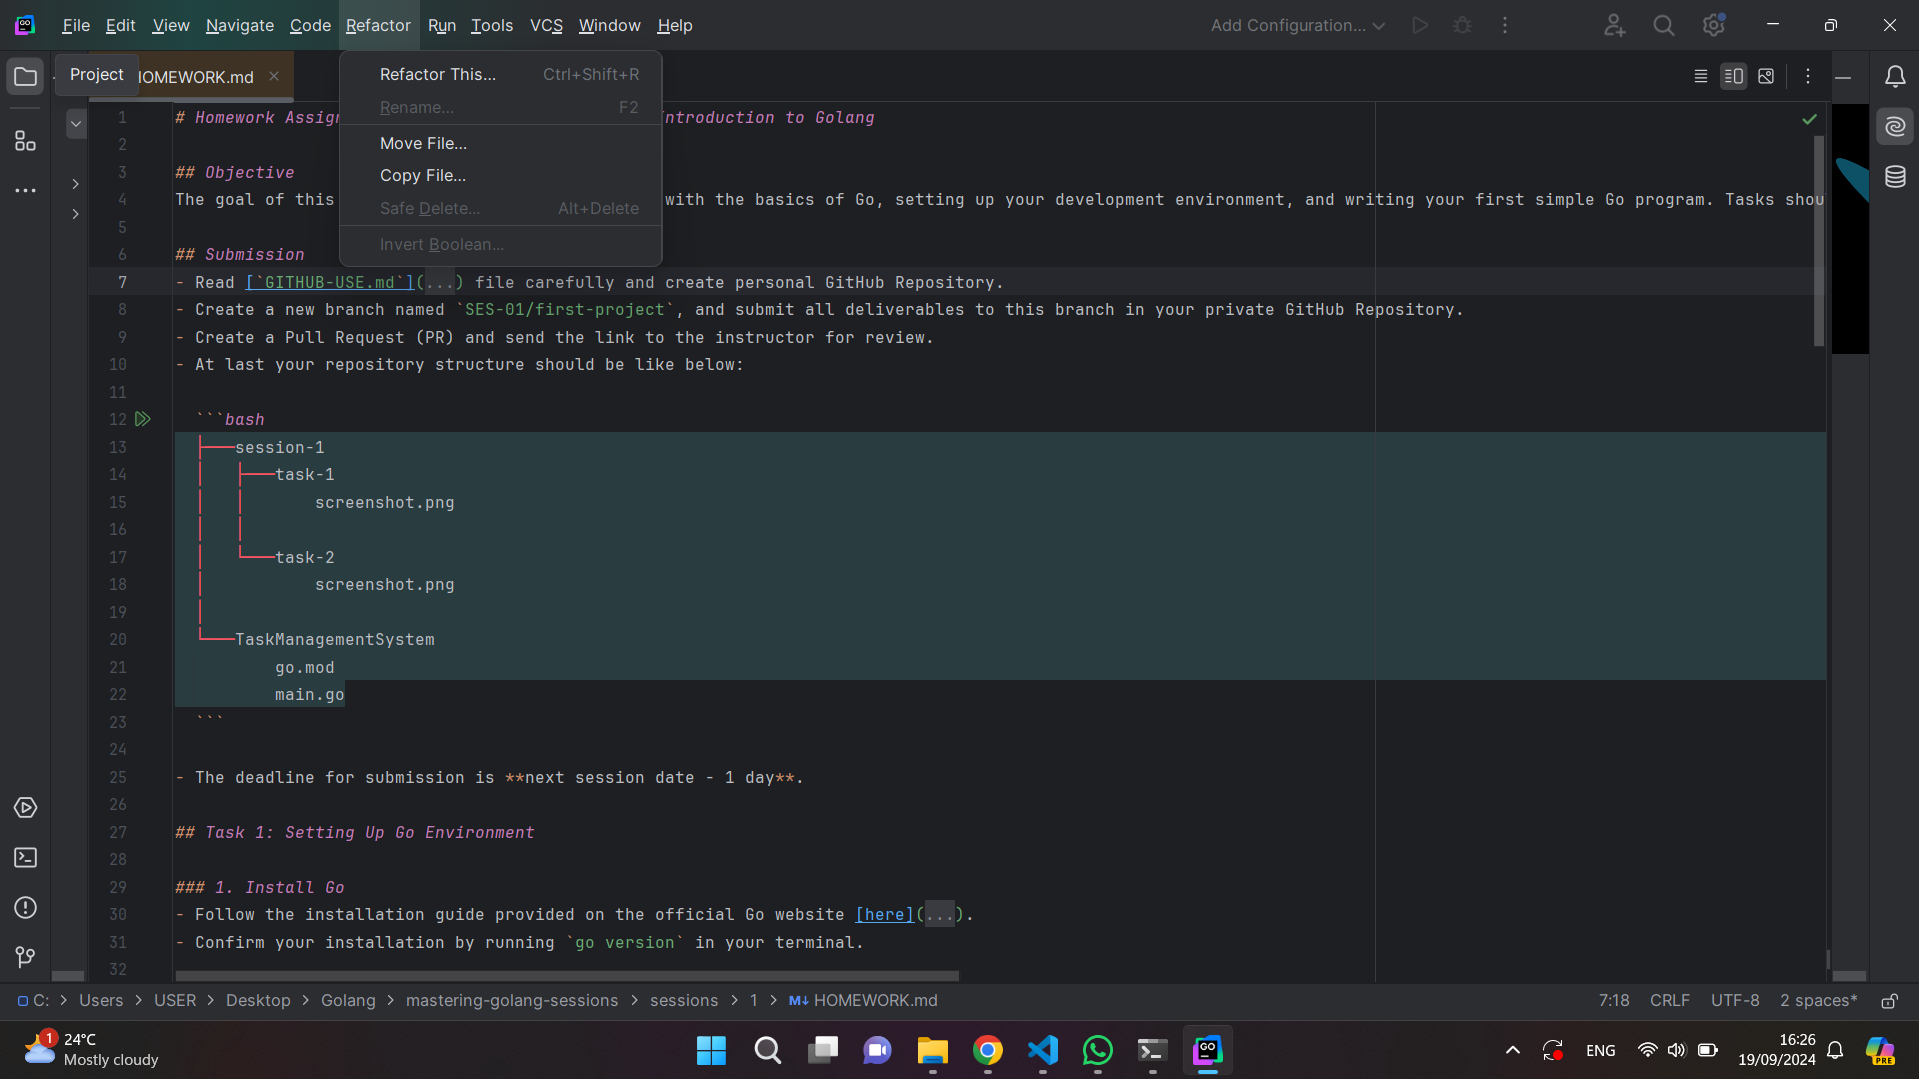 File Edit View Navigate Code Refactor Run Tools VCS Window Help Add Configuration...
Project HOMEWORK.md
Refactor This... Ctrl+Shift+R
Rename... F2
Move File...
Copy File...
Safe Delete... Alt+Delete
Invert Boolean...
1 # Homework Assign ntroduction to Golang
2
3 ## Objective
4 The goal of this with the basics of Go, setting up your development environment, and writing your first simple Go program. Tasks shou
5
6 ## Submission
7 - Read [`GITHUB-USE.md`](...) file carefully and create personal GitHub Repository.
8 - Create a new branch named `SES-01/first-project`, and submit all deliverables to this branch in your private GitHub Repository.
9 - Create a Pull Request (PR) and send the link to the instructor for review.
10 - At last your repository structure should be like below:
11
12 ```bash
13 ├───session-1
14 │   ├───task-1
15 │   │       screenshot.png
16 │   │
17 │   └───task-2
18 │           screenshot.png
19 │
20 └───TaskManagementSystem
21         go.mod
22         main.go
23 ```
24
25 - The deadline for submission is **next session date - 1 day**.
26
27 ## Task 1: Setting Up Go Environment
28
29 ### 1. Install Go
30 - Follow the installation guide provided on the official Go website [here](...).
31 - Confirm your installation by running `go version` in your terminal.
32
C: > Users > USER > Desktop > Golang > mastering-golang-sessions > sessions > 1 > M↓ HOMEWORK.md 7:18 CRLF UTF-8 2 spaces*
1 24°C
Mostly cloudy
GO
ENG
16:26
19/09/2024
PRE